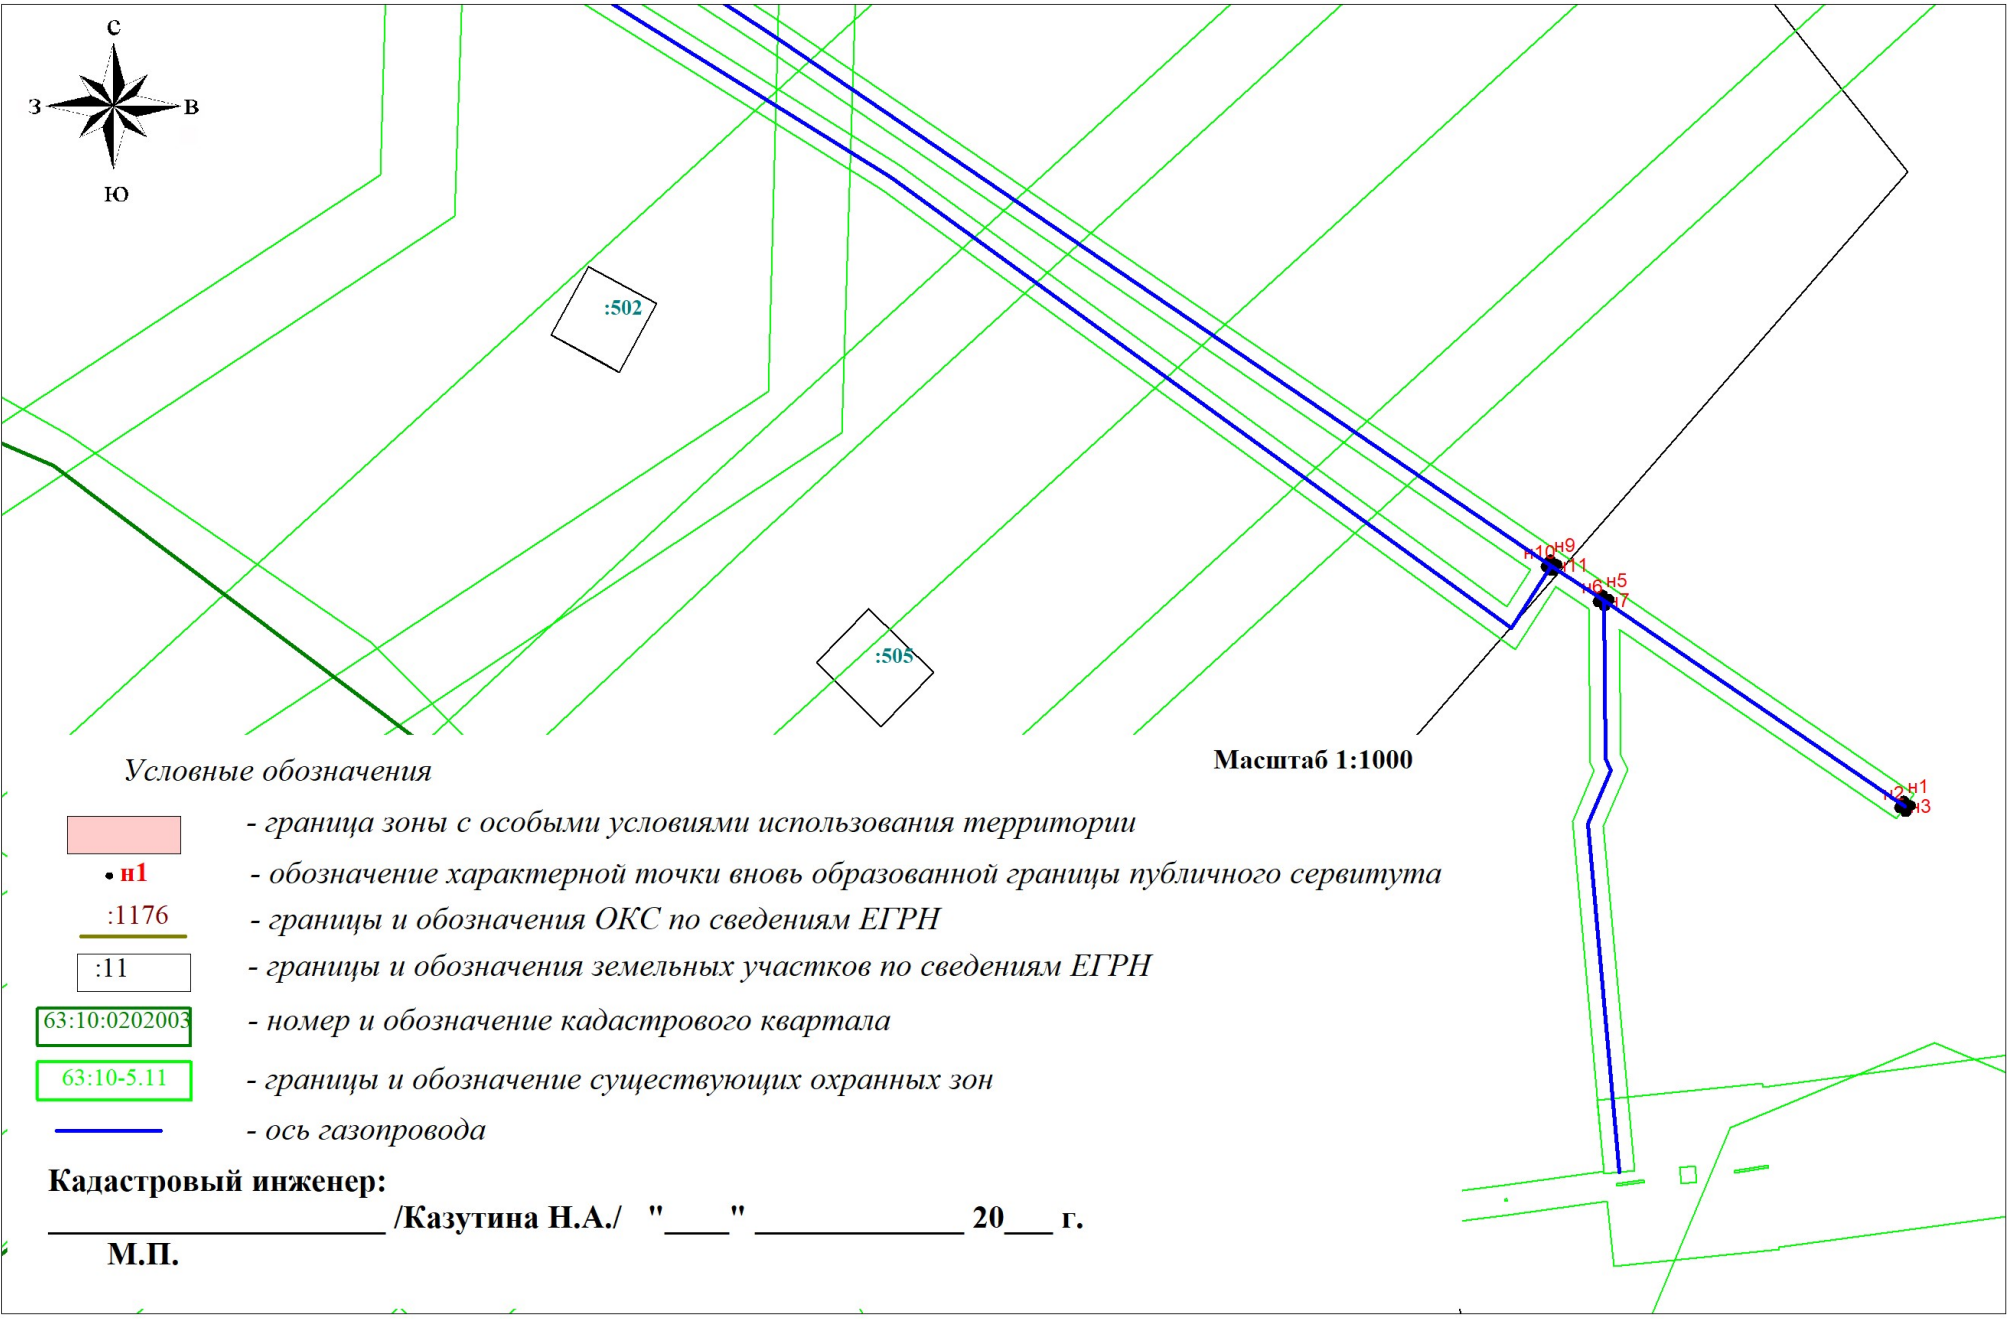 С
З
В
Ю
:502
:505
н10
н9
н11
н6
н5
н7
н2
н1
н3
Масштаб 1:1000
Условные обозначения
- граница зоны с особыми условиями использования территории
н1 - обозначение характерной точки вновь образованной границы публичного сервитута
:1176 - границы и обозначения ОКС по сведениям ЕГРН
:11 - границы и обозначения земельных участков по сведениям ЕГРН
63:10:0202003 - номер и обозначение кадастрового квартала
63:10-5.11 - границы и обозначение существующих охранных зон
- ось газопровода
Кадастровый инженер:
_____________________ /Казутина Н.А./ "____" _____________ 20___ г.
М.П.